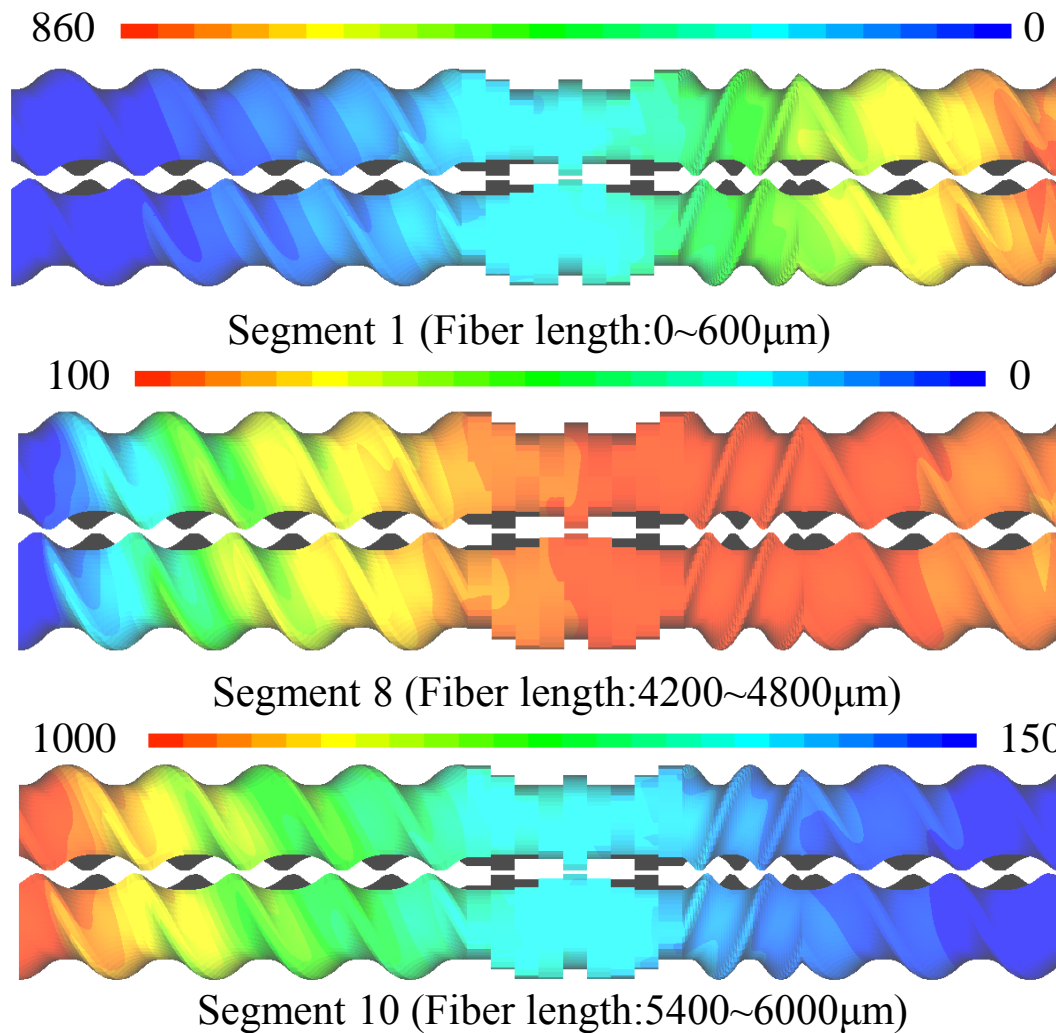 860 0
Segment 1 (Fiber length:0~600μm)
100 0
Segment 8 (Fiber length:4200~4800μm)
1000 150
Segment 10 (Fiber length:5400~6000μm)